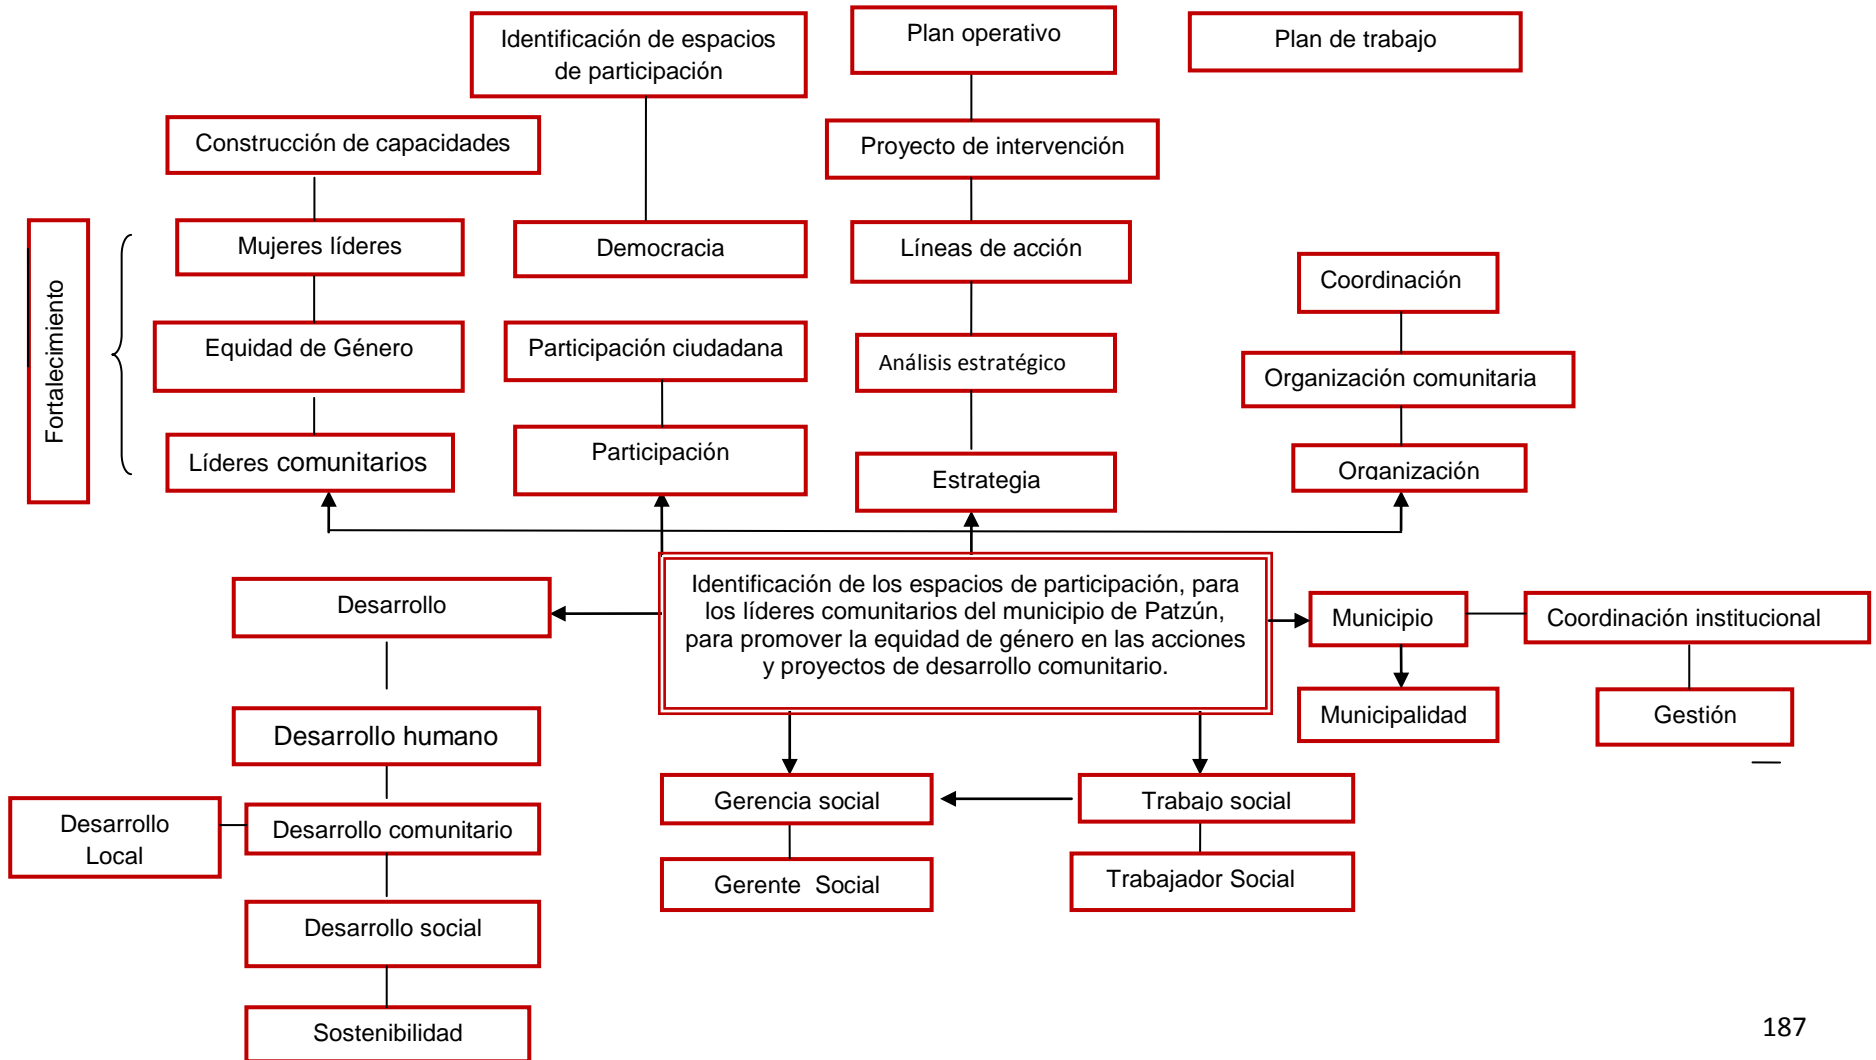 Identificación de espacios
de participación
Plan operativo
Plan de trabajo
Construcción de capacidades
Proyecto de intervención
Fortalecimiento
Mujeres líderes
Democracia
Líneas de acción
Coordinación
Equidad de Género
Participación ciudadana
Análisis estratégico
Organización comunitaria
Líderes comunitarios
Participación
Estrategia
Organización
Identificación de los espacios de participación, para
los líderes comunitarios del municipio de Patzún,
para promover la equidad de género en las acciones
y proyectos de desarrollo comunitario.
Desarrollo
Municipio
Coordinación institucional
Desarrollo humano
Municipalidad
Gestión
Desarrollo
Local
Desarrollo comunitario
Gerencia social
Trabajo social
Gerente  Social
Trabajador Social
Desarrollo social
Sostenibilidad
187